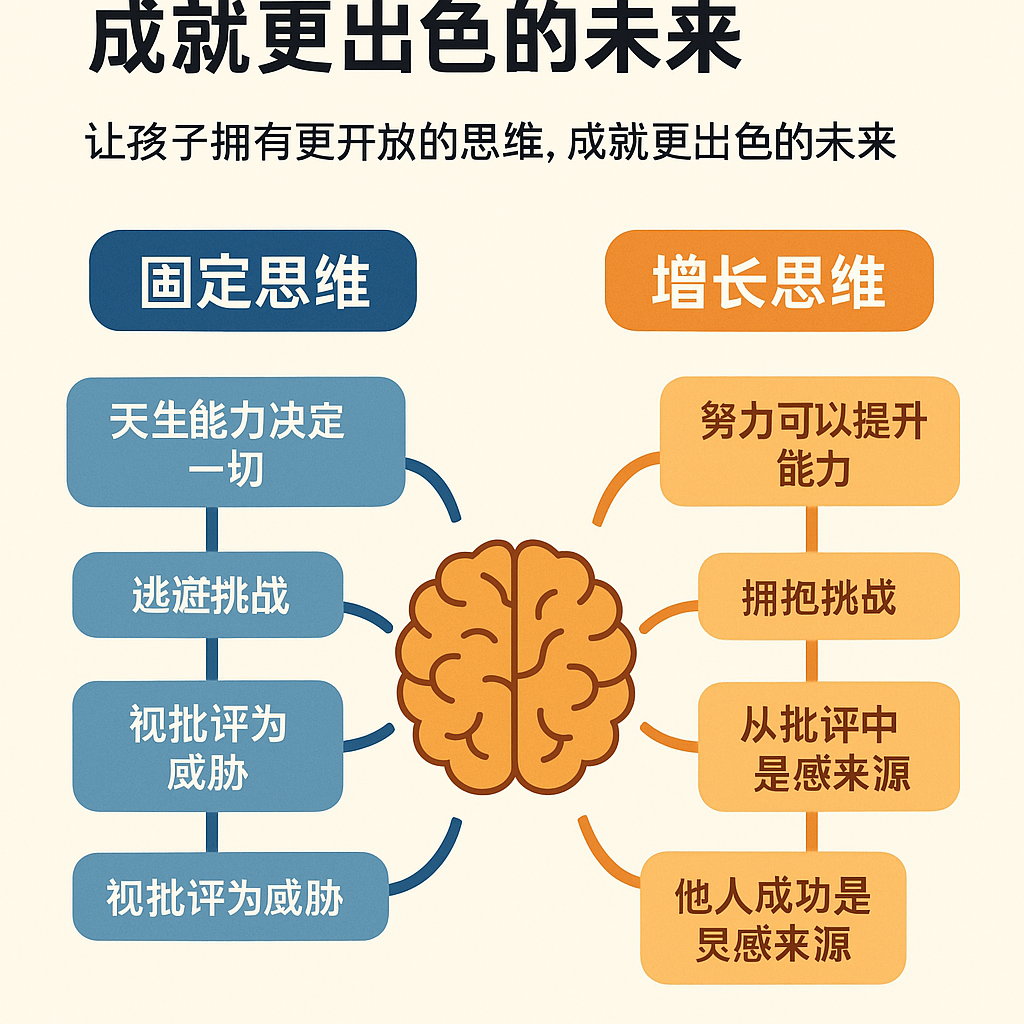 成就更出色的未来
让孩子拥有更开放的思维, 成就更出色的未来
固定思维
增长思维
天生能力决定
一切
努力可以提升
能力
挑战
拥抱挑战
视批评为
威胁
从批评中
是感来源
视批评为威胁
他人成功是
感来源